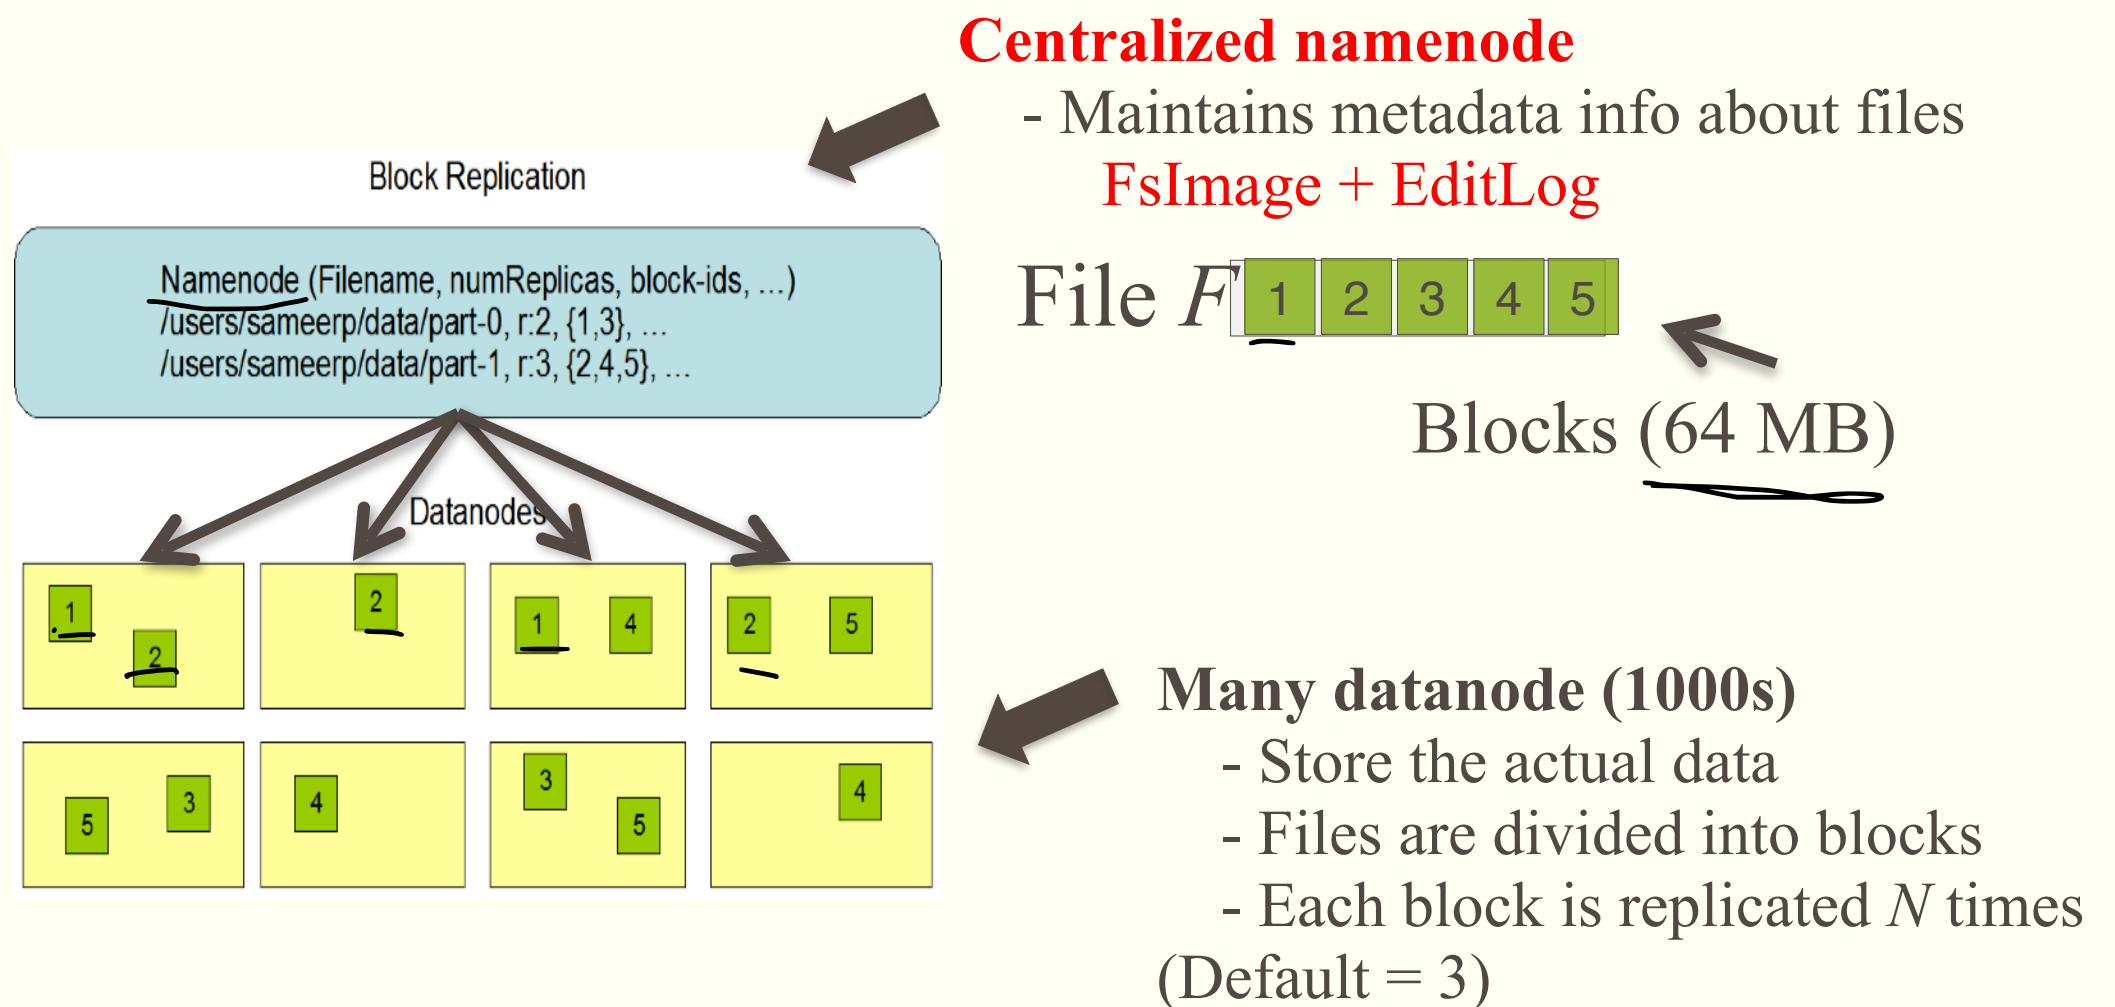 Centralized namenode
- Maintains metadata info about files
FsImage + EditLog
File F 1 2 3 4 5
Blocks (64 MB)
Block Replication
Namenode (Filename, numReplicas, block-ids, ...)
/users/sameerp/data/part-0, r:2, {1,3}, ...
/users/sameerp/data/part-1, r:3, {2,4,5}, ...
Datanodes
1 2 2 1 4 2 5
5 3 4 3 5 4
Many datanode (1000s)
- Store the actual data
- Files are divided into blocks
- Each block is replicated N times
(Default = 3)